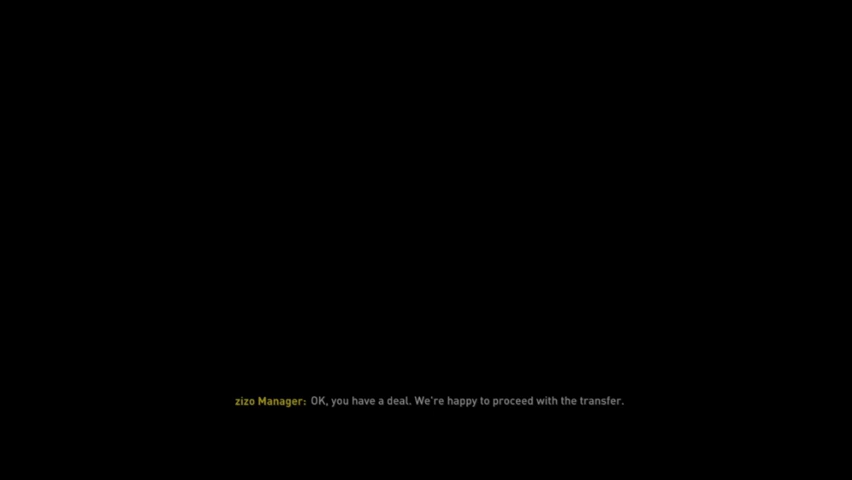 zizo Manager: OK, you have a deal. We're happy to proceed with the transfer.